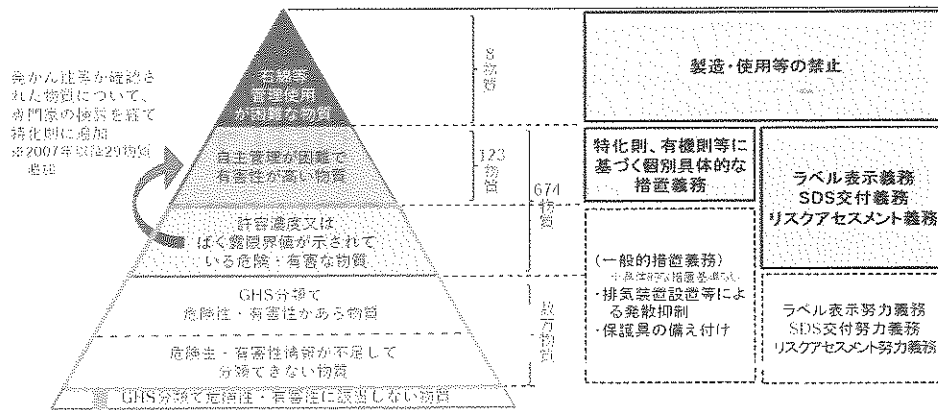 発がん性等が確認さ
れた物質について、
専門家の検討を経て
特化則に追加
※2007年以降29物質
追加
石綿等
管理使用
が困難な物質
自主管理が困難で
有害性が高い物質
許容濃度又は
ばく露限界値が示されて
いる危険・有害な物質
GHS分類で
危険性・有害性がある物質
危険性・有害性情報が不足して
分類できない物質
GHS分類で危険性・有害性に該当しない物質
8物質
123物質
674物質
数万物質
製造・使用等の禁止
特化則、有機則等に
基づく個別具体的な
措置義務
(一般的措置義務)
・排気装置設置等によ
る発散抑制
・保護具の備え付け
ラベル表示義務
SDS交付義務
リスクアセスメント義務
ラベル表示努力義務
SDS交付努力義務
リスクアセスメント努力義務